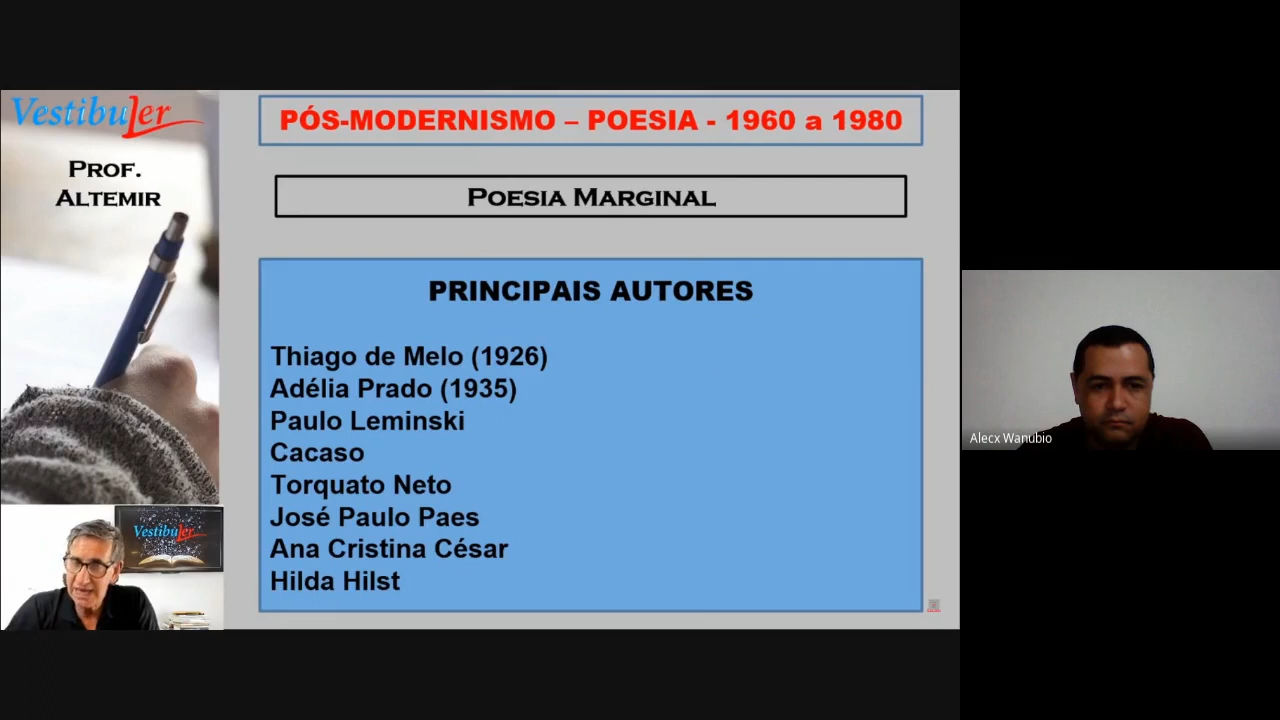 Vestibuler
PROF.
ALTEMIR
PÓS-MODERNISMO – POESIA - 1960 a 1980
POESIA MARGINAL
PRINCIPAIS AUTORES
Thiago de Melo (1926)
Adélia Prado (1935)
Paulo Leminski
Cacaso
Torquato Neto
José Paulo Paes
Ana Cristina César
Hilda Hilst
Vestibuler
Alecx Wanubio